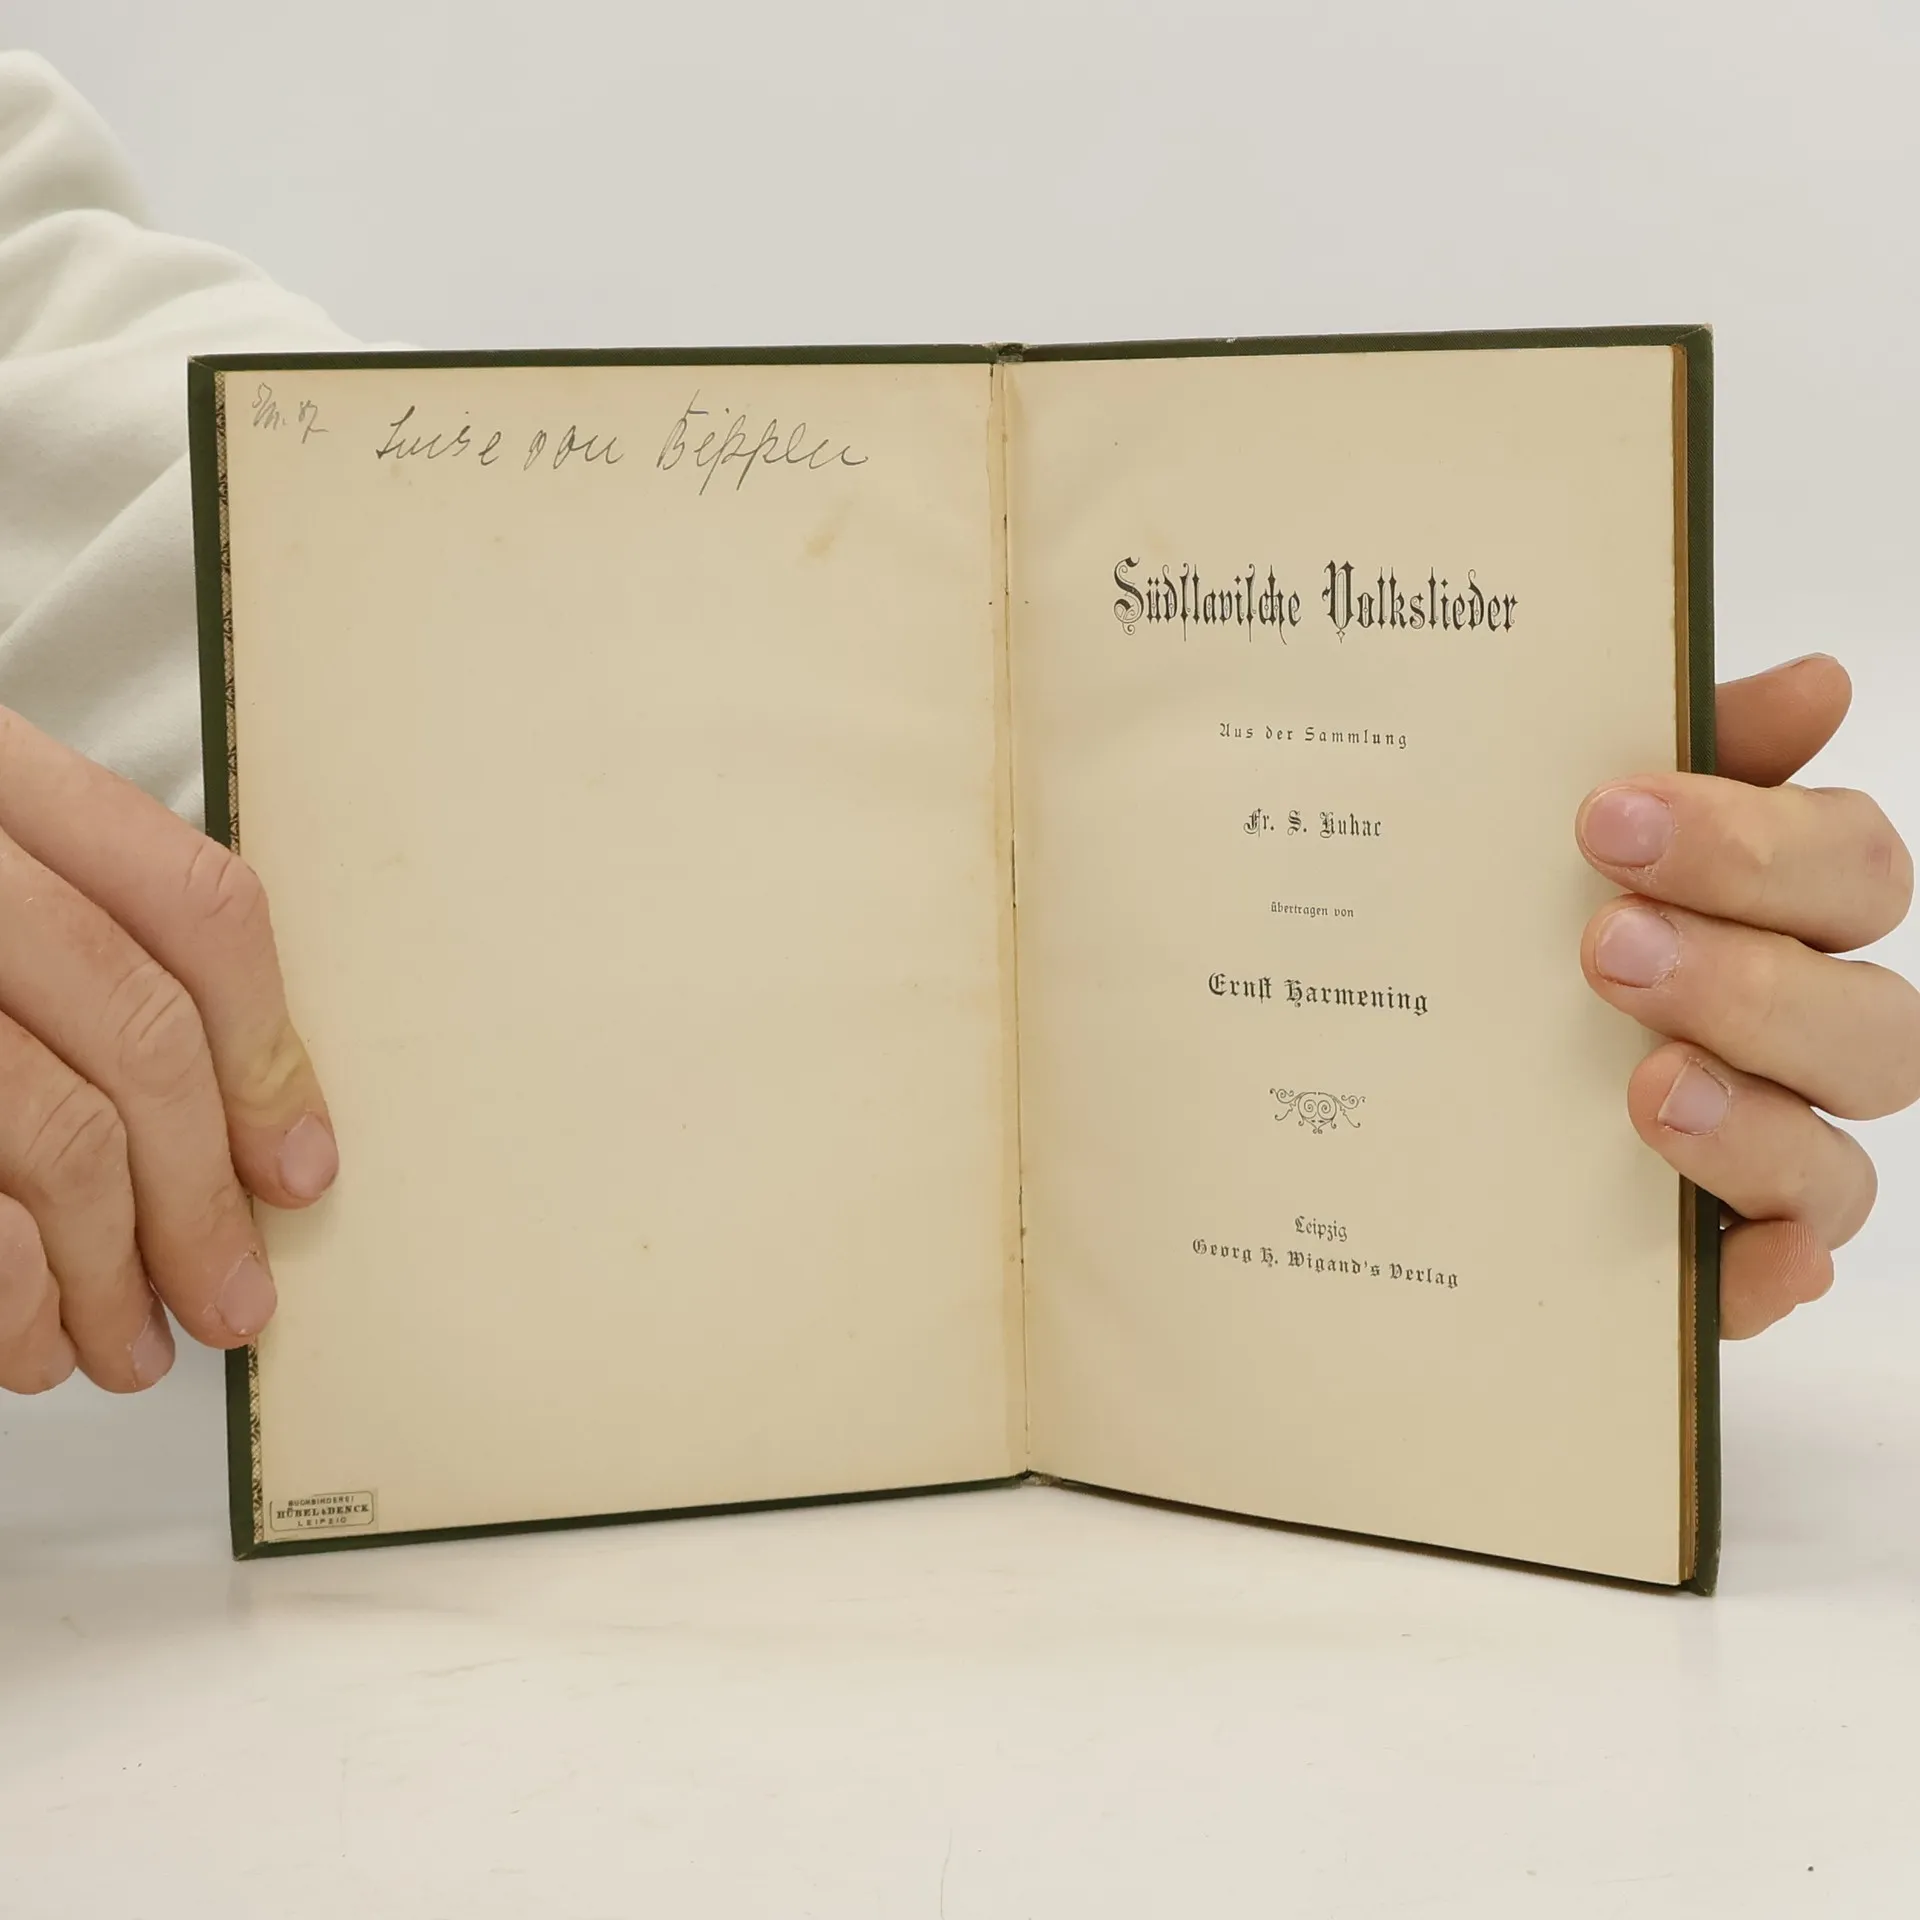 Luise von
Südslavische Volkslieder
Aus der Sammlung
Fr. S. Kuhac
übertragen von
Ernst Harmening
Leipzig
Georg H. Wigand's Verlag
BUCHBINDEREI
HÜBEL & DENCK
LEIPZIG